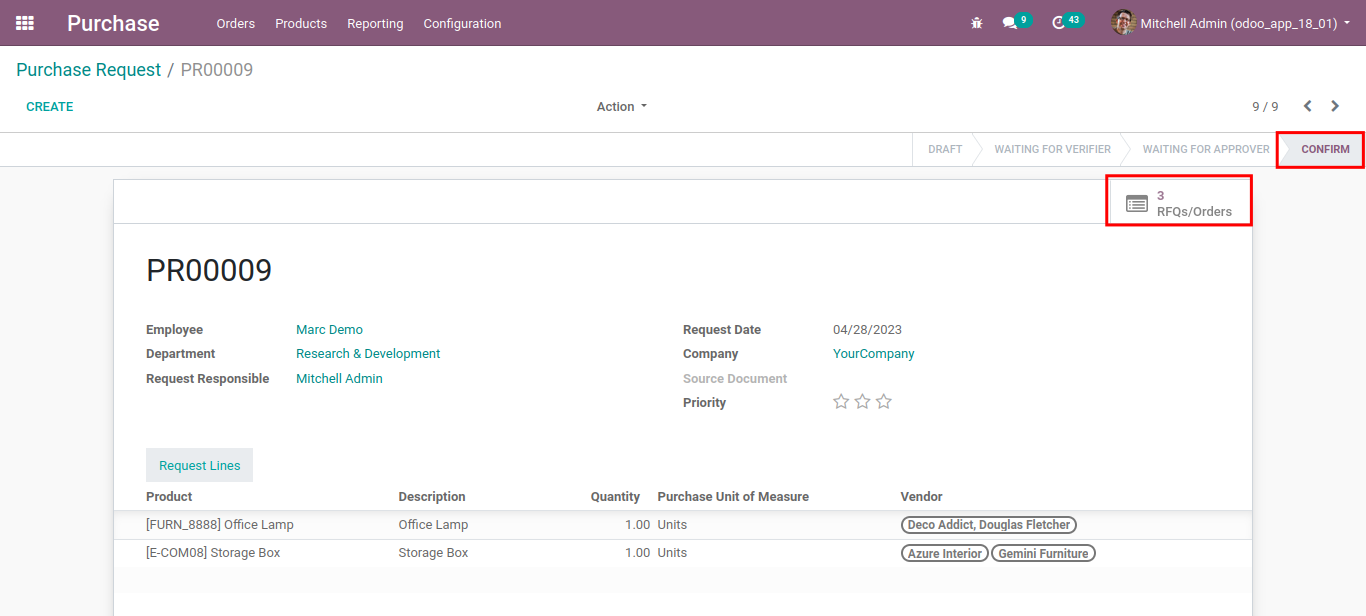 Purchase Orders Products Reporting Configuration 9 43 Mitchell Admin (odoo_app_18_01)
Purchase Request / PR00009
CREATE Action 9 / 9
DRAFT WAITING FOR VERIFIER WAITING FOR APPROVER CONFIRM
3
RFQs/Orders
PR00009
Employee Marc Demo Request Date 04/28/2023
Department Research & Development Company YourCompany
Request Responsible Mitchell Admin Source Document
Priority
Request Lines
Product Description Quantity Purchase Unit of Measure Vendor
[FURN_8888] Office Lamp Office Lamp 1.00 Units Deco Addict, Douglas Fletcher
[E-COM08] Storage Box Storage Box 1.00 Units Azure Interior Gemini Furniture